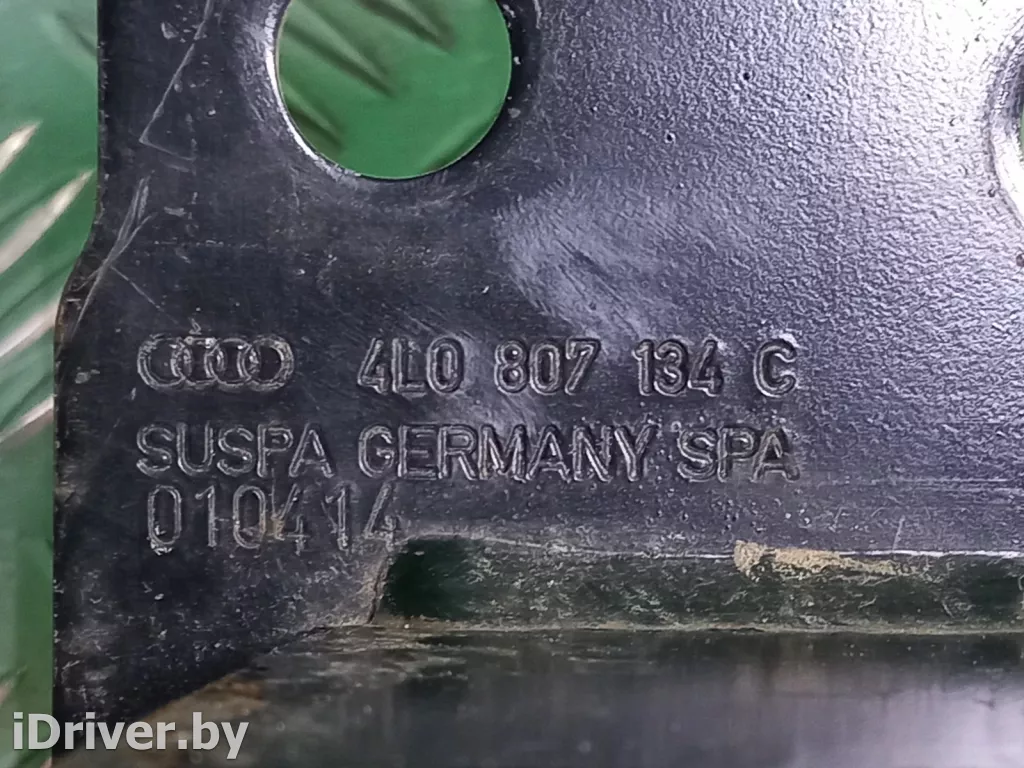 4L0 807 134 C
SUSPA GERMANY SPA
010414
iDriver.by